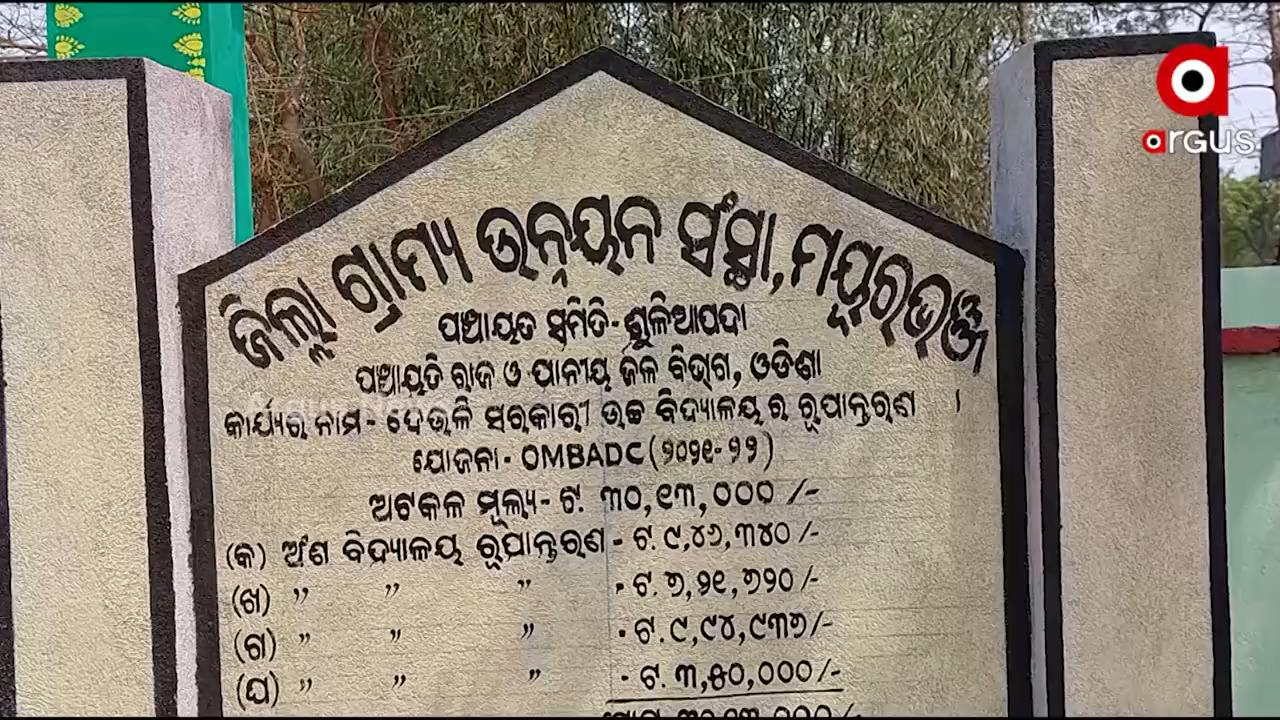 argus
ଜିଲ୍ଲା ଗ୍ରାମ୍ୟ ଉନ୍ନୟନ ସଂସ୍ଥା, ମୟୂରଭଞ୍ଜ
ପଞ୍ଚାୟତ ସମିତି- ଶୁଳିଆପଦା
ପଞ୍ଚାୟତି ରାଜ ଓ ପାନୀୟ ଜଳ ବିଭାଗ, ଓଡିଶା
କାର୍ଯ୍ୟର ନାମ- ଦେଉଳି ସରକାରୀ ଉଚ୍ଚ ବିଦ୍ୟାଳୟ ର ରୂପାନ୍ତରଣ ।
ଯୋଜନା- OMBADC (୨୦୨୧-୨୨)
ଅଟକଳ ମୂଲ୍ୟ- ଟ. ୩୦,୧୩,୦୦୦ /-
(କ) ଅଂଶ ବିଦ୍ୟାଳୟ ରୂପାନ୍ତରଣ - ଟ. ୯,୪୬,୩୪୦ /-
(ଖ) ” ” ” - ଟ. ୭,୨୧,୭୨୦ /-
(ଗ) ” ” ” - ଟ. ୯,୯୪,୯୩୭/-
(ଘ) ” ” ” - ଟ. ୩,୫୦,୦୦୦/-